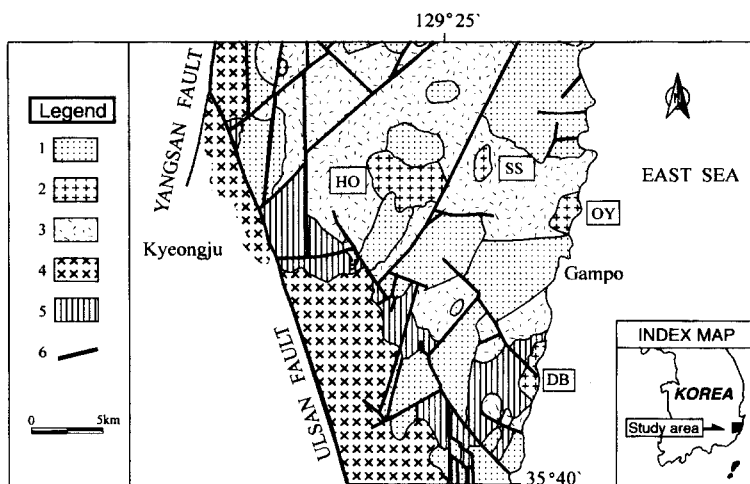 129°25`
Legend
1
2
3
4
5
6
0 5km
YANGSAN FAULT
Kyeongju
ULSAN FAULT
HO
SS
OY
DB
EAST SEA
Gampo
35°40`
INDEX MAP
KOREA
Study area